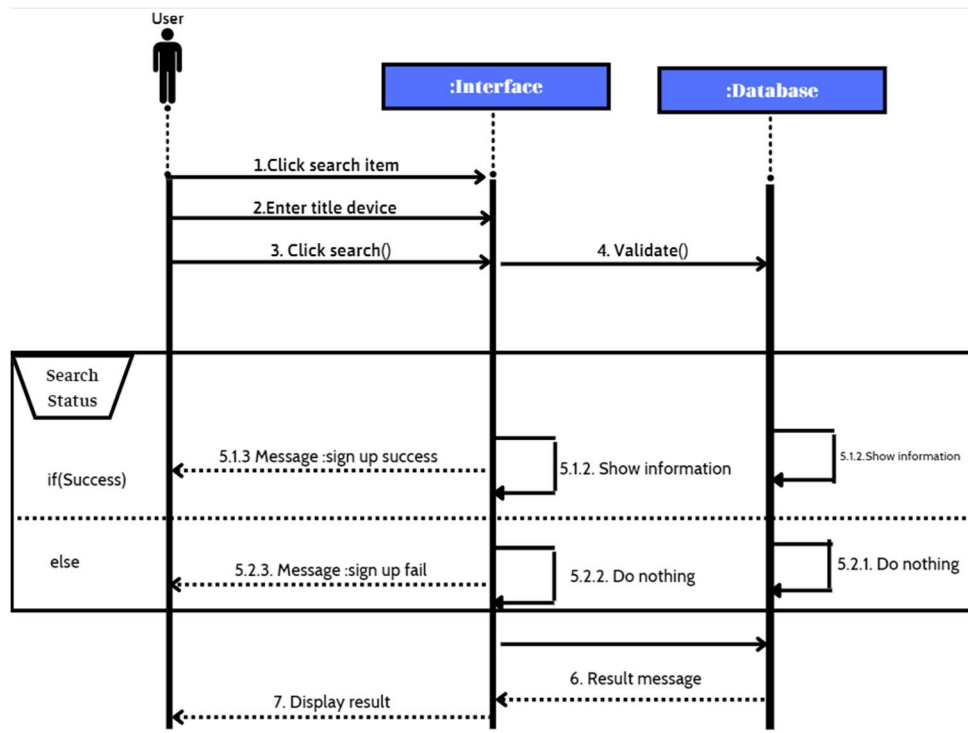 User
:Interface
:Database
1.Click search item
2.Enter title device
3. Click search()
4. Validate()
Search
Status
if(Success)
5.1.3 Message :sign up success
5.1.2. Show information
5.1.2.Show information
else
5.2.3. Message :sign up fail
5.2.2. Do nothing
5.2.1. Do nothing
6. Result message
7. Display result